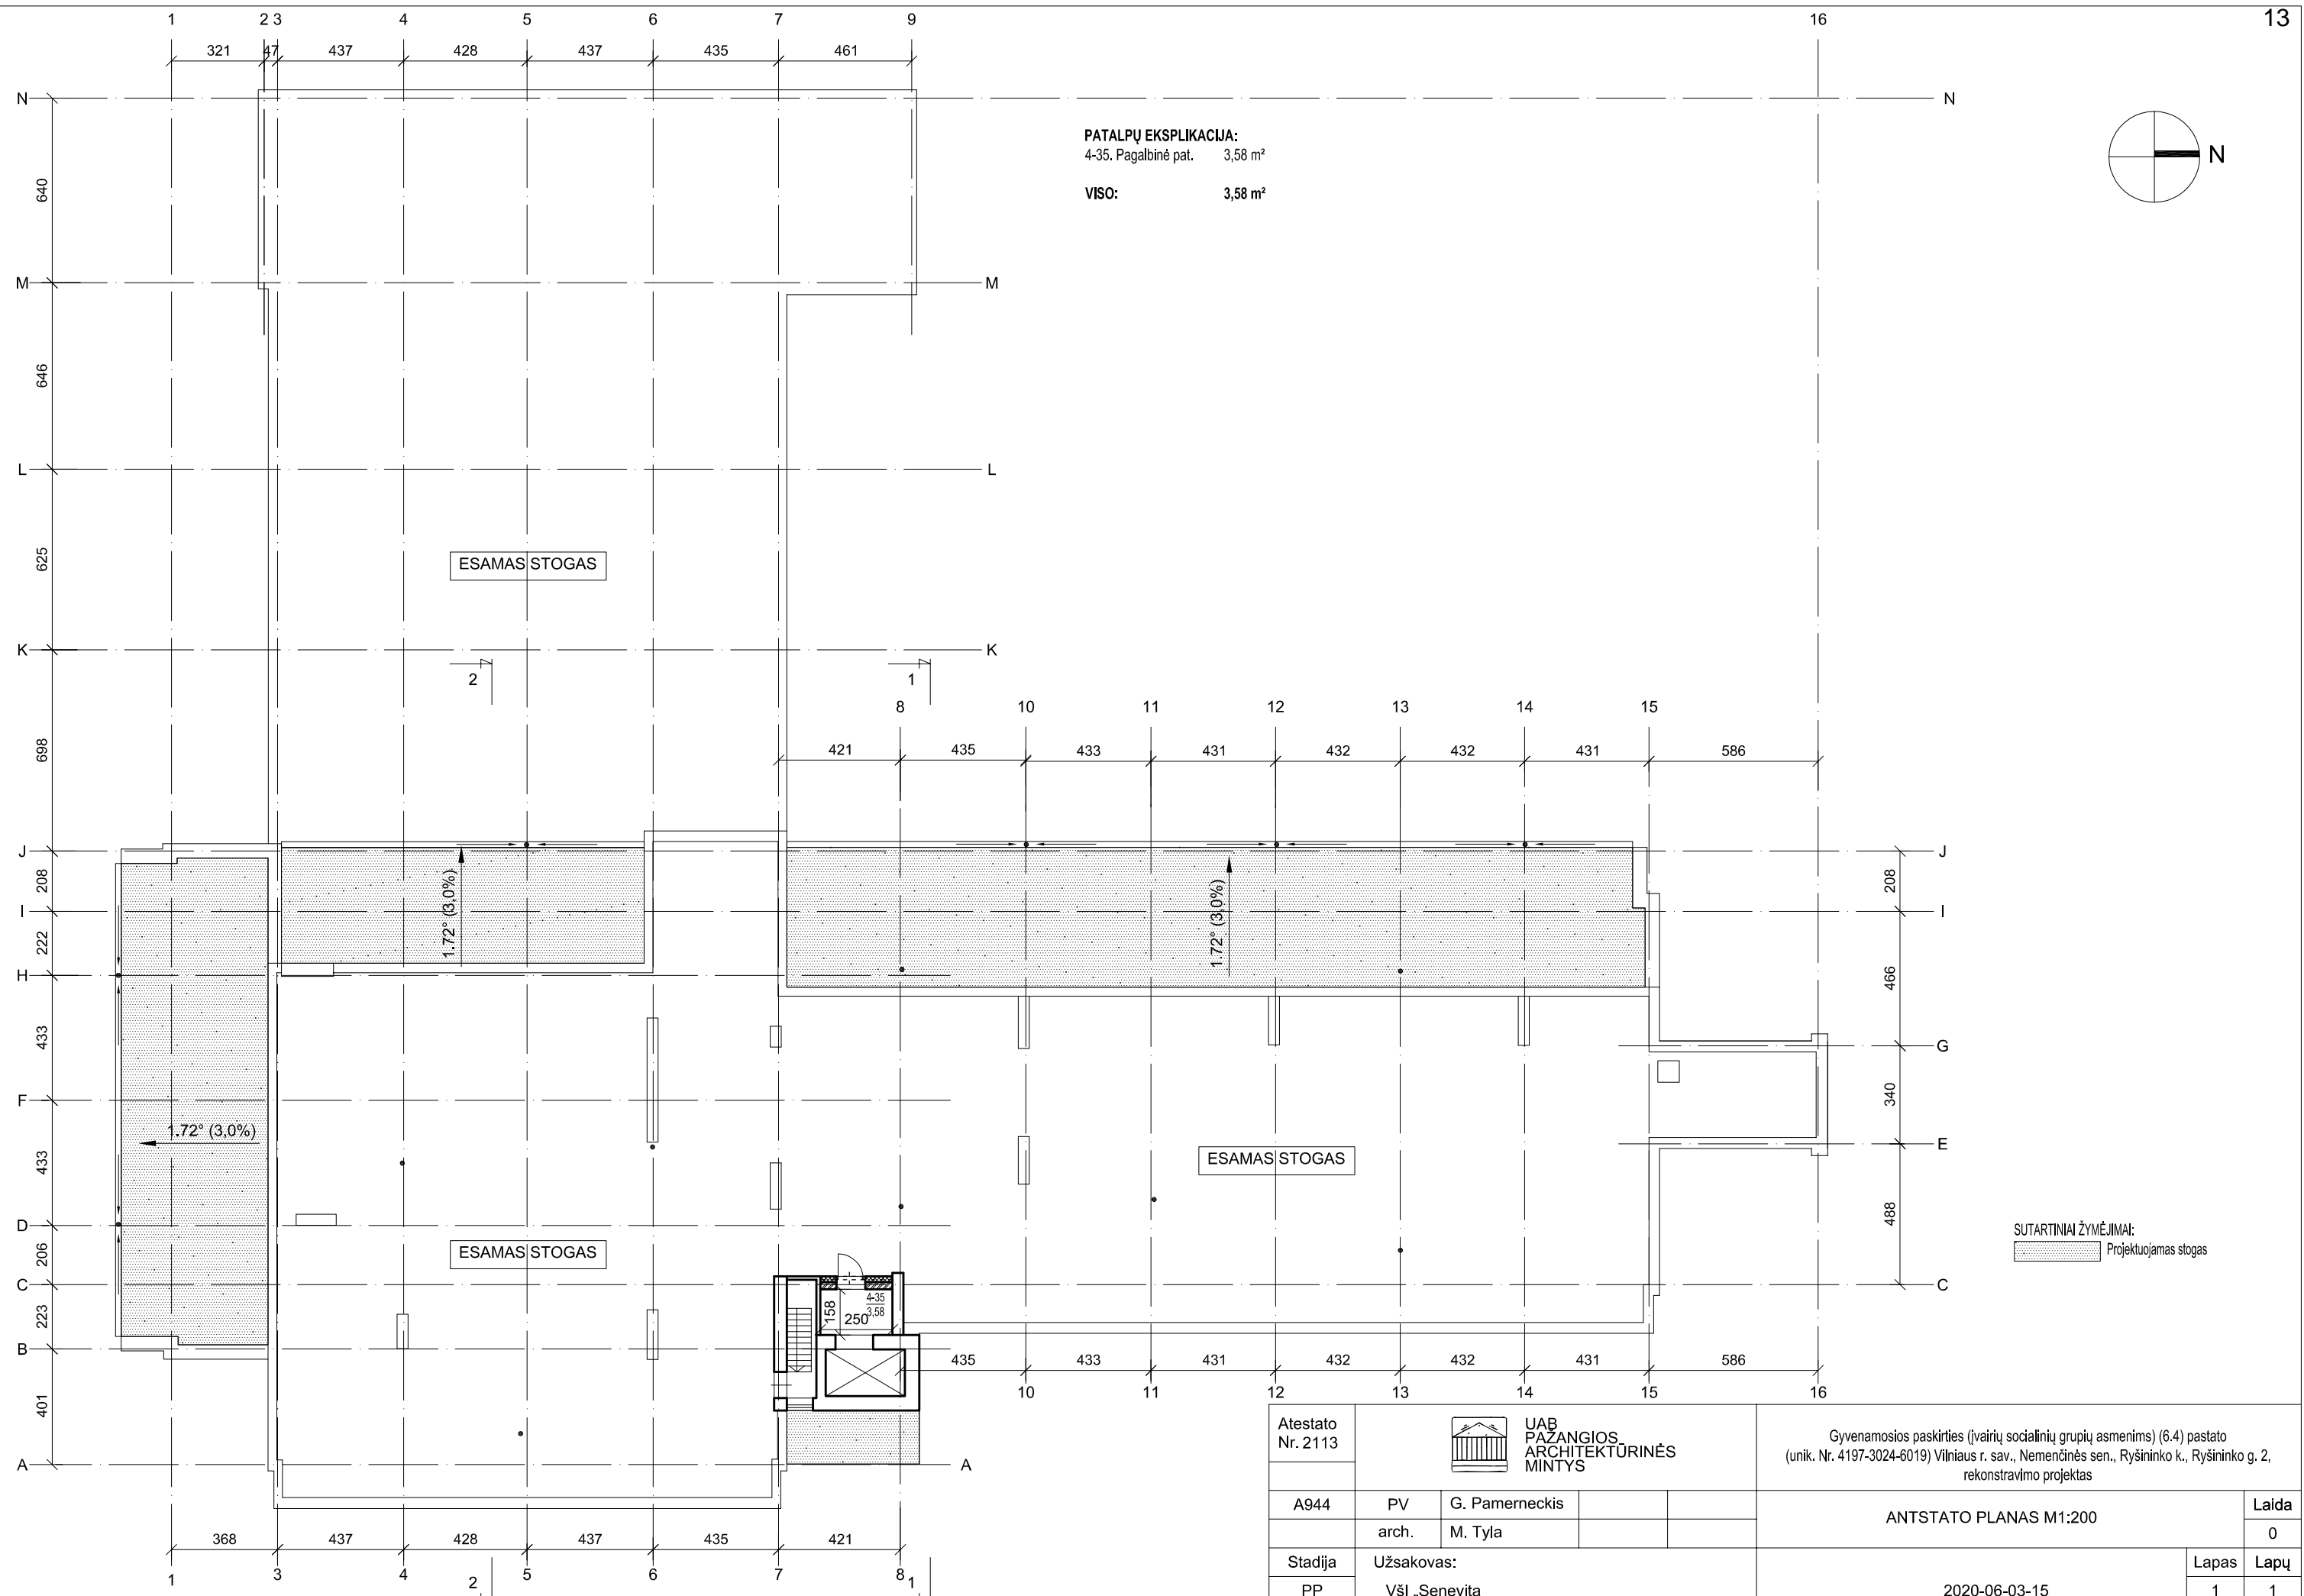 13
1 2 3 4 5 6 7 9 16
321 47 437 428 437 435 461
N N
PATALPŲ EKSPLIKACIJA:
4-35. Pagalbinė pat. 3,58 m²
VISO: 3,58 m²
N
640
M M
646
L L
625
ESAMAS STOGAS
K K
2 1
698
8 10 11 12 13 14 15
421 435 433 431 432 432 431 586
J J
208 208
1.72° (3,0%)
1.72° (3,0%)
I I
222
H
466
433
G
F
340
1.72° (3,0%)
433
E
ESAMAS STOGAS
D
488
206
ESAMAS STOGAS
SUTARTINIAI ŽYMĖJIMAI:
Projektuojamas stogas
C C
223
158
4-35
3,58
250
B
435 433 431 432 432 431 586
10 11 12 13 14 15 16
401
A A
368 437 428 437 435 421
1 3 4 5 6 7 8
2 1
Atestato
Nr. 2113
UAB
PAŽANGIOS
ARCHITEKTŪRINĖS
MINTYS
Gyvenamosios paskirties (įvairių socialinių grupių asmenims) (6.4) pastato
(unik. Nr. 4197-3024-6019) Vilniaus r. sav., Nemenčinės sen., Ryšininko k., Ryšininko g. 2,
rekonstravimo projektas
A944 PV G. Pamerneckis
ANTSTATO PLANAS M1:200
Laida
arch. M. Tyla
0
Stadija Užsakovas:
Lapas Lapų
PP VšĮ „Senevita
2020-06-03-15
1 1